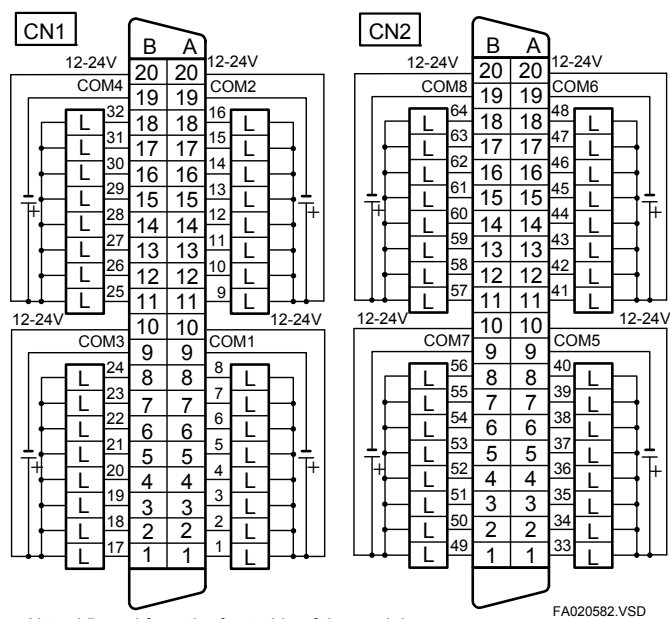 CN1 CN2
B A B A
12-24V 20 20 12-24V 12-24V 20 20 12-24V
COM4 19 19 COM2 COM8 19 19 COM6
L 32 18 18 16 L L 64 18 18 48 L
L 31 17 17 15 L L 63 17 17 47 L
L 30 16 16 14 L L 62 16 16 46 L
L 29 15 15 13 L L 61 15 15 45 L
L 28 14 14 12 L L 60 14 14 44 L
L 27 13 13 11 L L 59 13 13 43 L
L 26 12 12 10 L L 58 12 12 42 L
L 25 11 11 9 L L 57 11 11 41 L
+ + + +
12-24V 10 10 12-24V 12-24V 10 10 12-24V
COM3 9 9 COM1 COM7 9 9 COM5
L 24 8 8 8 L L 56 8 8 40 L
L 23 7 7 7 L L 55 7 7 39 L
L 22 6 6 6 L L 54 6 6 38 L
L 21 5 5 5 L L 53 5 5 37 L
L 20 4 4 4 L L 52 4 4 36 L
L 19 3 3 3 L L 51 3 3 35 L
L 18 2 2 2 L L 50 2 2 34 L
L 17 1 1 1 L L 49 1 1 33 L
+ + + +
FA020582.VSD
Note: Viewed from the front side of the module.